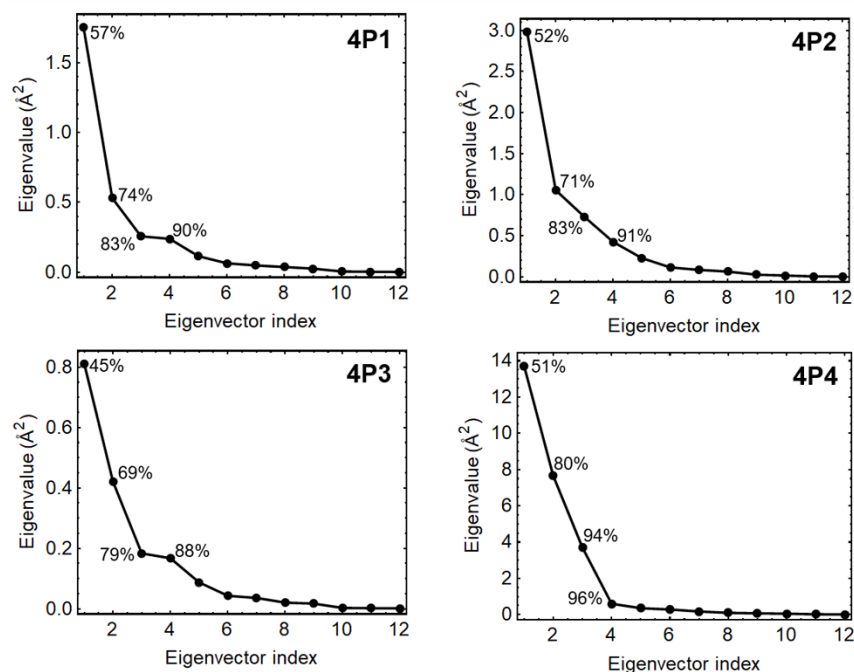 4P1
57%
74%
83%
90%
1.5
1.0
0.5
0.0
Eigenvalue (Å2)
2 4 6 8 10 12
Eigenvector index
4P2
52%
71%
83%
91%
3.0
2.5
2.0
1.5
1.0
0.5
0.0
Eigenvalue (Å2)
2 4 6 8 10 12
Eigenvector index
4P3
45%
69%
79%
88%
0.8
0.6
0.4
0.2
0.0
Eigenvalue (Å2)
2 4 6 8 10 12
Eigenvector index
4P4
51%
80%
94%
96%
14
12
10
8
6
4
2
0
Eigenvalue (Å2)
2 4 6 8 10 12
Eigenvector index